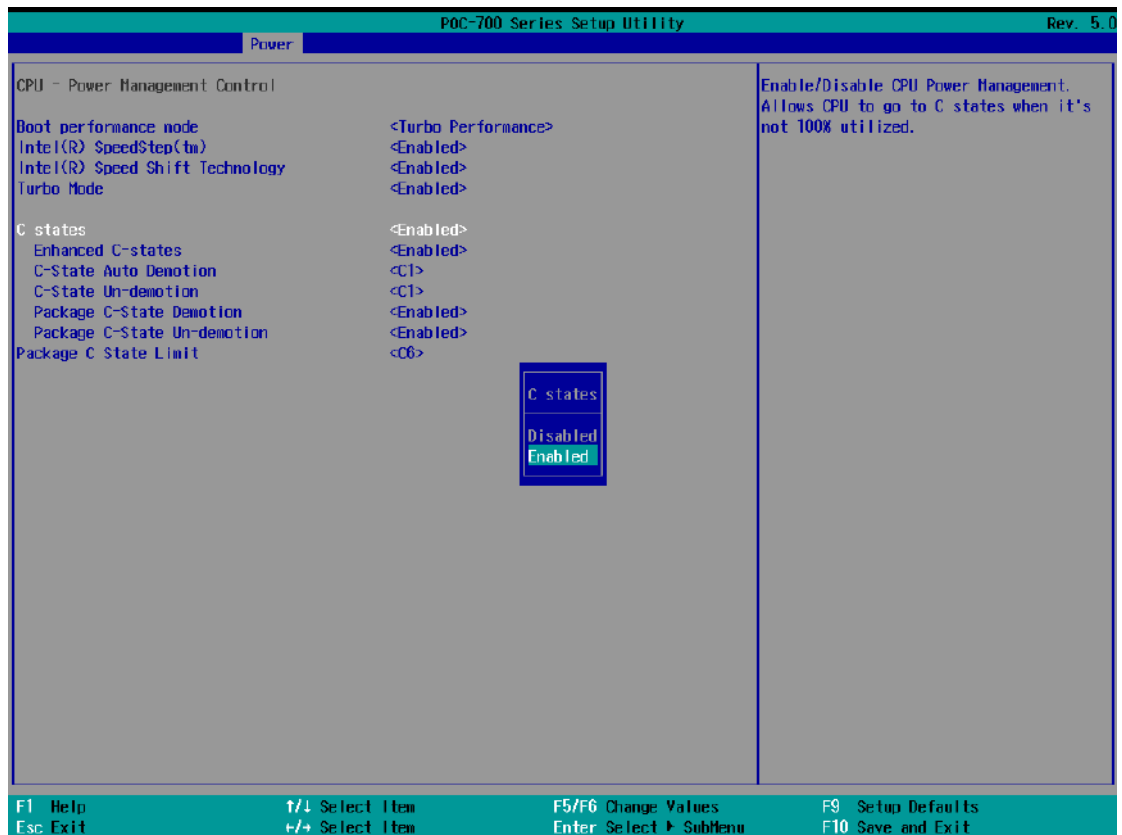 POC-700 Series Setup Utility Rev. 5.0
Power
CPU - Power Management Control
Boot performance mode <Turbo Performance>
Intel(R) SpeedStep(tm) <Enabled>
Intel(R) Speed Shift Technology <Enabled>
Turbo Mode <Enabled>
C states <Enabled>
Enhanced C-states <Enabled>
C-State Auto Demotion <C1>
C-State Un-demotion <C1>
Package C-State Demotion <Enabled>
Package C-State Un-demotion <Enabled>
Package C State Limit <C6>
C states
Disabled
Enabled
Enable/Disable CPU Power Management.
Allows CPU to go to C states when it's
not 100% utilized.
F1 Help ↑/↓ Select Item F5/F6 Change Values F9 Setup Defaults
Esc Exit ←/→ Select Item Enter Select ▶ SubMenu F10 Save and Exit